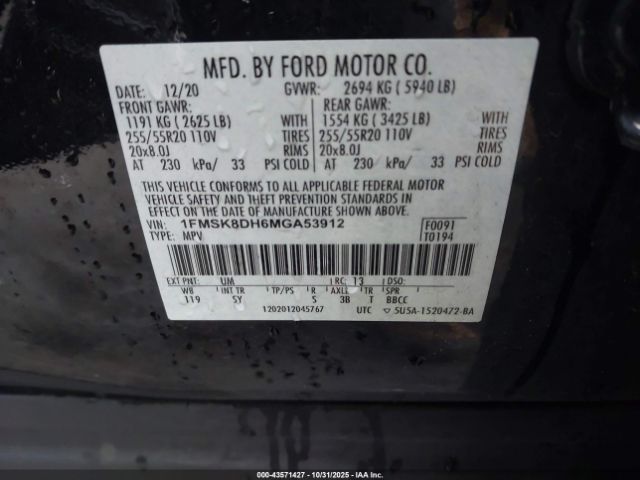 MFD. BY FORD MOTOR CO.
DATE: 12/20 GVWR: 2694 KG ( 5940 LB)
FRONT GAWR: REAR GAWR:
1191 KG ( 2625 LB) WITH 1554 KG ( 3425 LB) WITH
255/55R20 110V TIRES 255/55R20 110V TIRES
20x8.0J RIMS 20x8.0J RIMS
AT 230 kPa/ 33 PSI COLD AT 230 kPa/ 33 PSI COLD
THIS VEHICLE CONFORMS TO ALL APPLICABLE FEDERAL MOTOR
VEHICLE SAFETY AND THEFT PREVENTION STANDARDS
IN EFFECT ON THE DATE OF MANUFACTURE SHOWN ABOVE.
VIN: 1FMSK8DH6MGA53912 F0091
TYPE: MPV T0194
EXT PNT: UM RC: 13 DSO:
WB INT TR TP/PS R AXLE TR SPR
119 5Y S 3B T BBCC
1202012045767 UTC ▽ 5U5A-1520472-BA
000-43571427 - 10/31/2025 - IAA Inc.